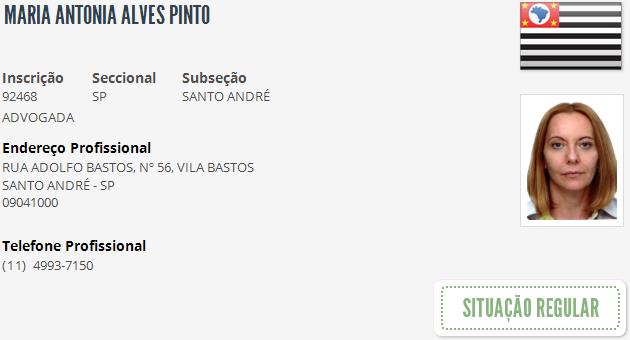 MARIA ANTONIA ALVES PINTO
Inscrição Seccional Subseção
92468 SP SANTO ANDRÉ
ADVOGADA
Endereço Profissional
RUA ADOLFO BASTOS, Nº 56, VILA BASTOS
SANTO ANDRÉ - SP
09041000
Telefone Profissional
(11) 4993-7150
SITUAÇÃO REGULAR